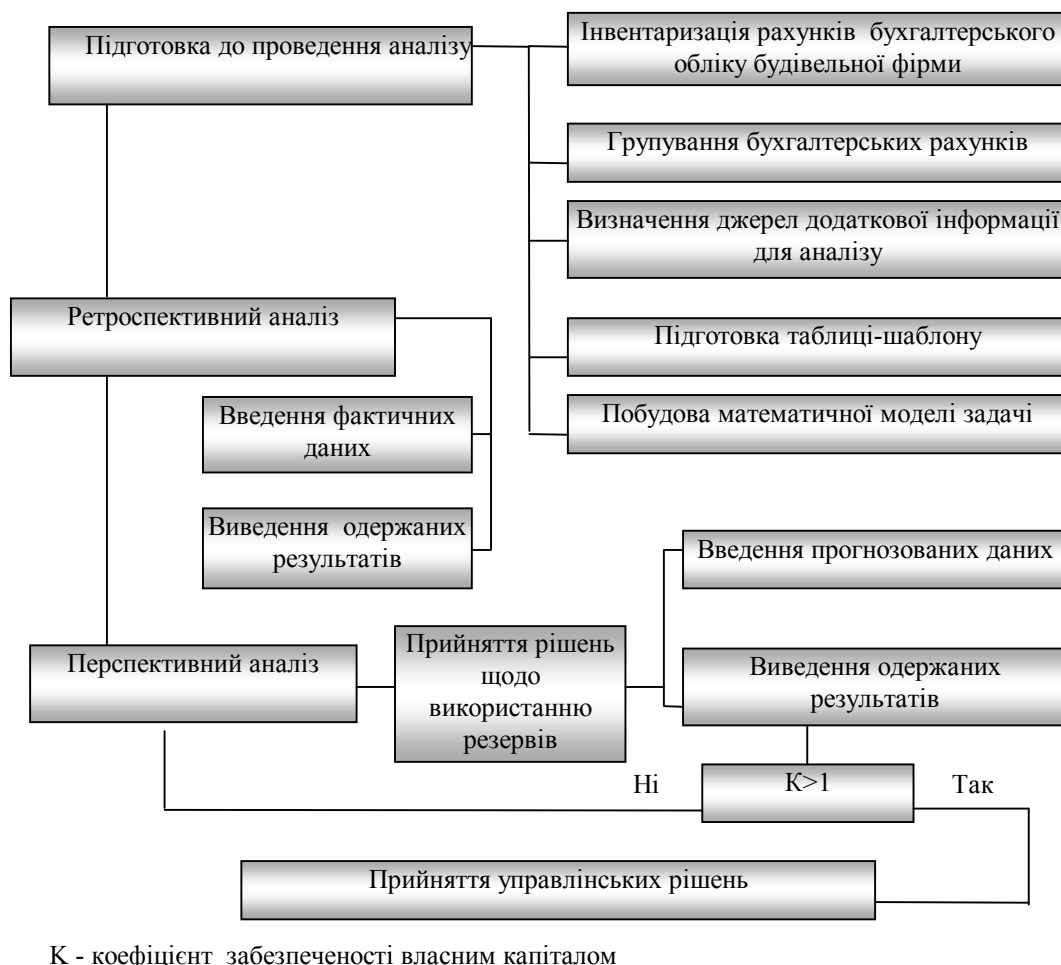 Підготовка до проведення аналізу
Інвентаризація рахунків бухгалтерського
обліку будівельної фірми
Групування бухгалтерських рахунків
Визначення джерел додаткової інформації
для аналізу
Підготовка таблиці-шаблону
Побудова математичної моделі задачі
Ретроспективний аналіз
Введення фактичних
даних
Виведення одержаних
результатів
Перспективний аналіз
Прийняття рішень
щодо
використанню
резервів
Введення прогнозованих даних
Виведення одержаних
результатів
Ні
К>1
Так
Прийняття управлінських рішень
К - коефіцієнт забезпеченості власним капіталом